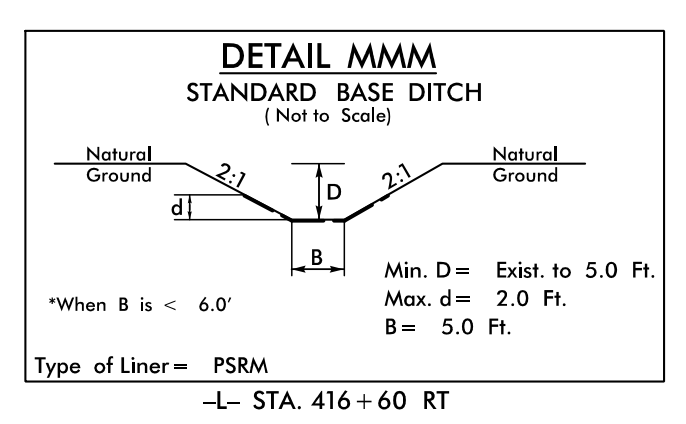 DETAIL MMM
STANDARD BASE DITCH
( Not to Scale)
Natural
Ground
2:1
D
2:1
Natural
Ground
d
B
Min. D = Exist. to 5.0 Ft.
*When B is < 6.0'
Max. d = 2.0 Ft.
B = 5.0 Ft.
Type of Liner = PSRM
–L– STA. 416+60 RT